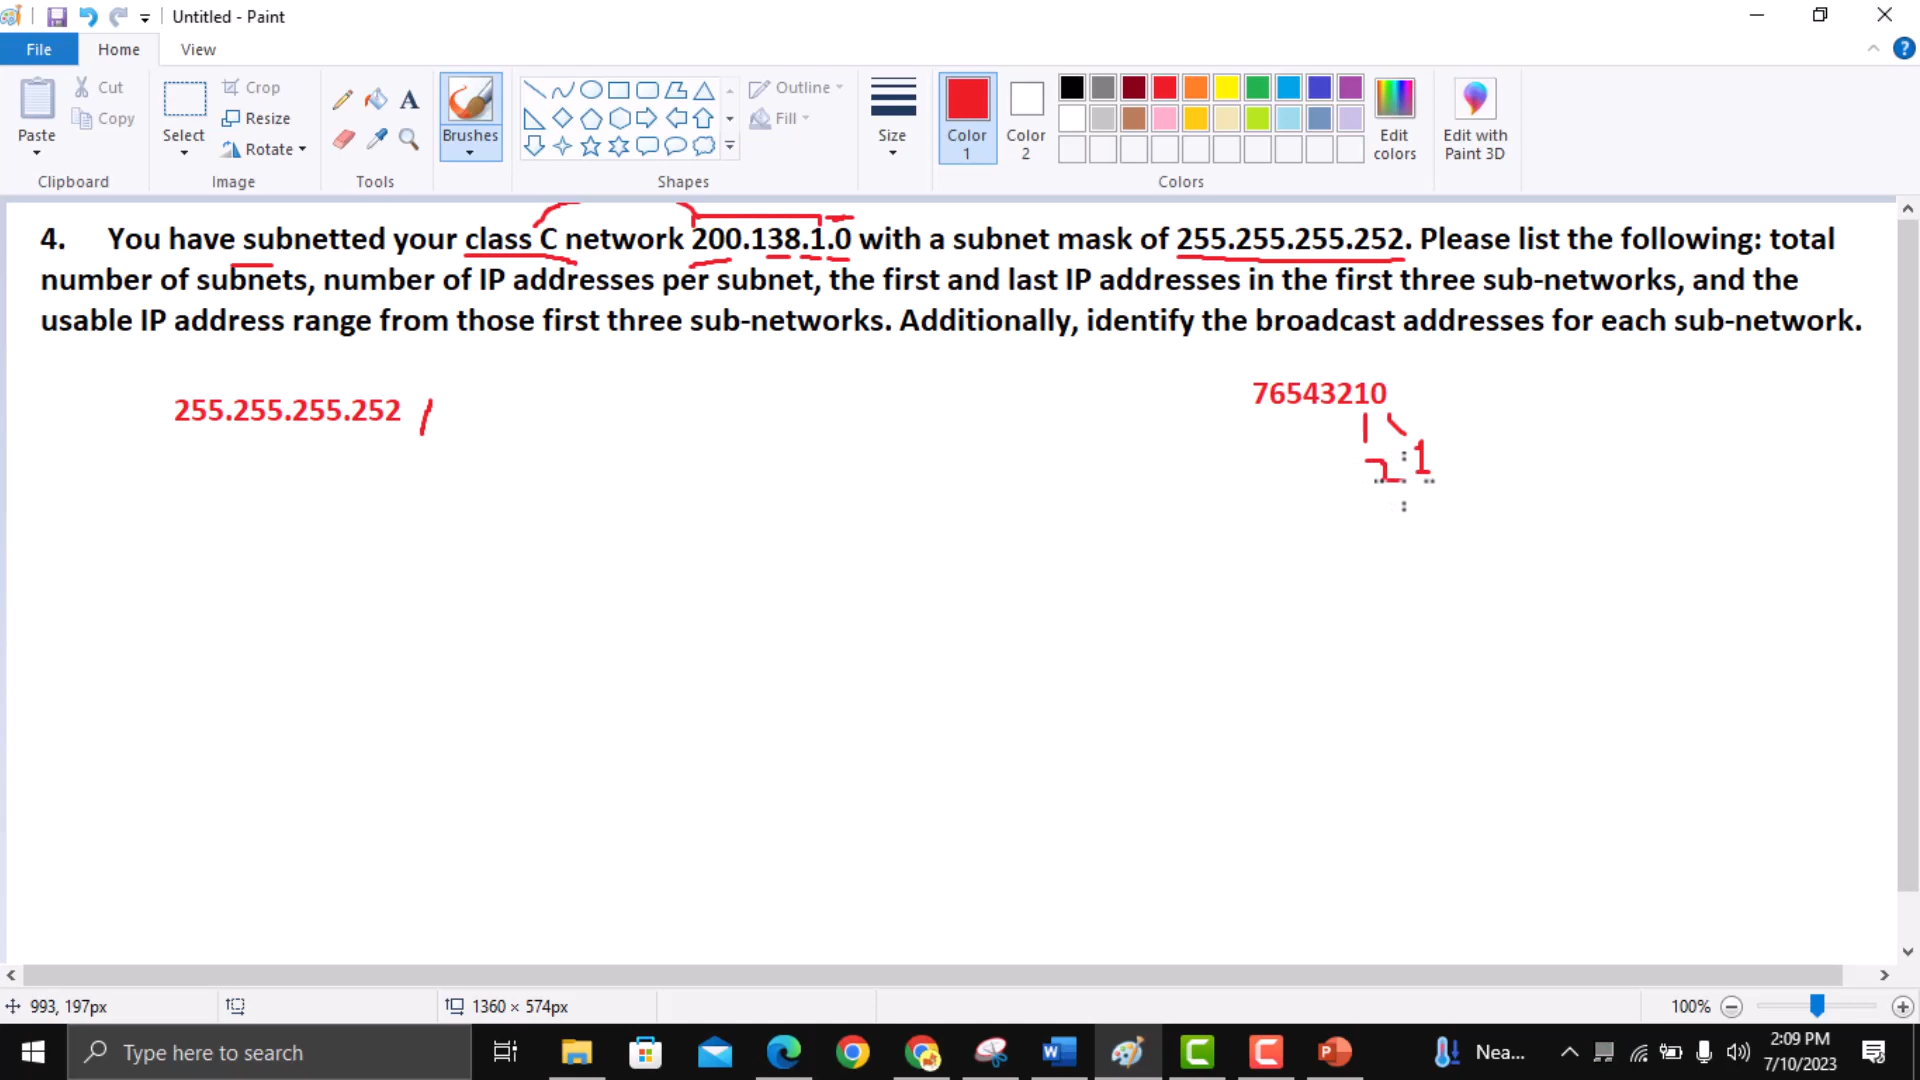 Untitled - Paint
File Home View
Paste
Cut
Copy
Clipboard
Select
Crop
Resize
Rotate
Image
Tools
Brushes
Shapes
Outline
Fill
Size
Color 1
Color 2
Edit colors
Colors
Edit with Paint 3D
4. You have subnetted your class C network 200.138.1.0 with a subnet mask of 255.255.255.252. Please list the following: total
number of subnets, number of IP addresses per subnet, the first and last IP addresses in the first three sub-networks, and the
usable IP address range from those first three sub-networks. Additionally, identify the broadcast addresses for each sub-network.
255.255.255.252 /
76543210
1
2
993, 197px
1360 × 574px
100%
Type here to search
Nea...
2:09 PM
7/10/2023